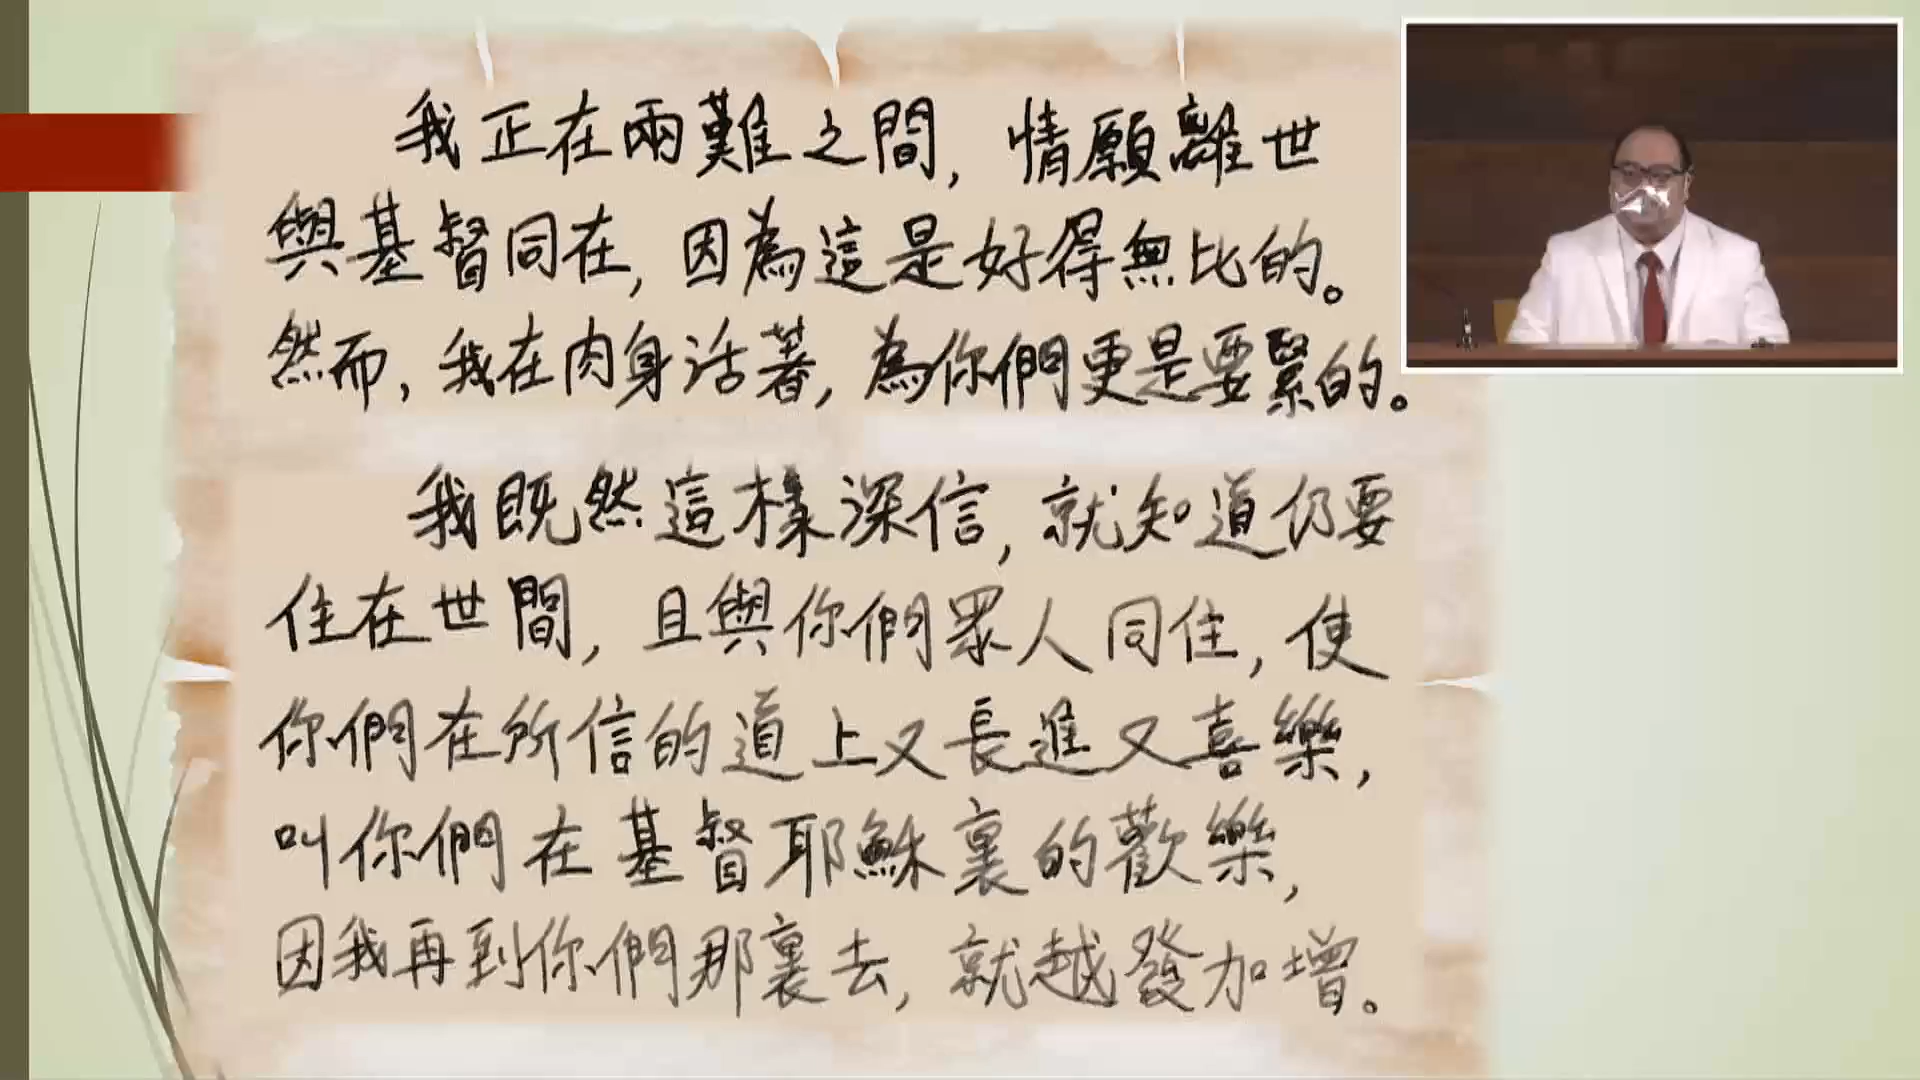 我正在兩難之間,情願離世
與基督同在,因為這是好得無比的。
然而,我在肉身活著,為你們更是要緊的。
我既然這樣深信,就知道仍要
住在世間,且與你們眾人同住,使
你們在所信的道上又長進又喜樂,
叫你們在基督耶穌裏的歡樂,
因我再到你們那裏去,就越發加增。